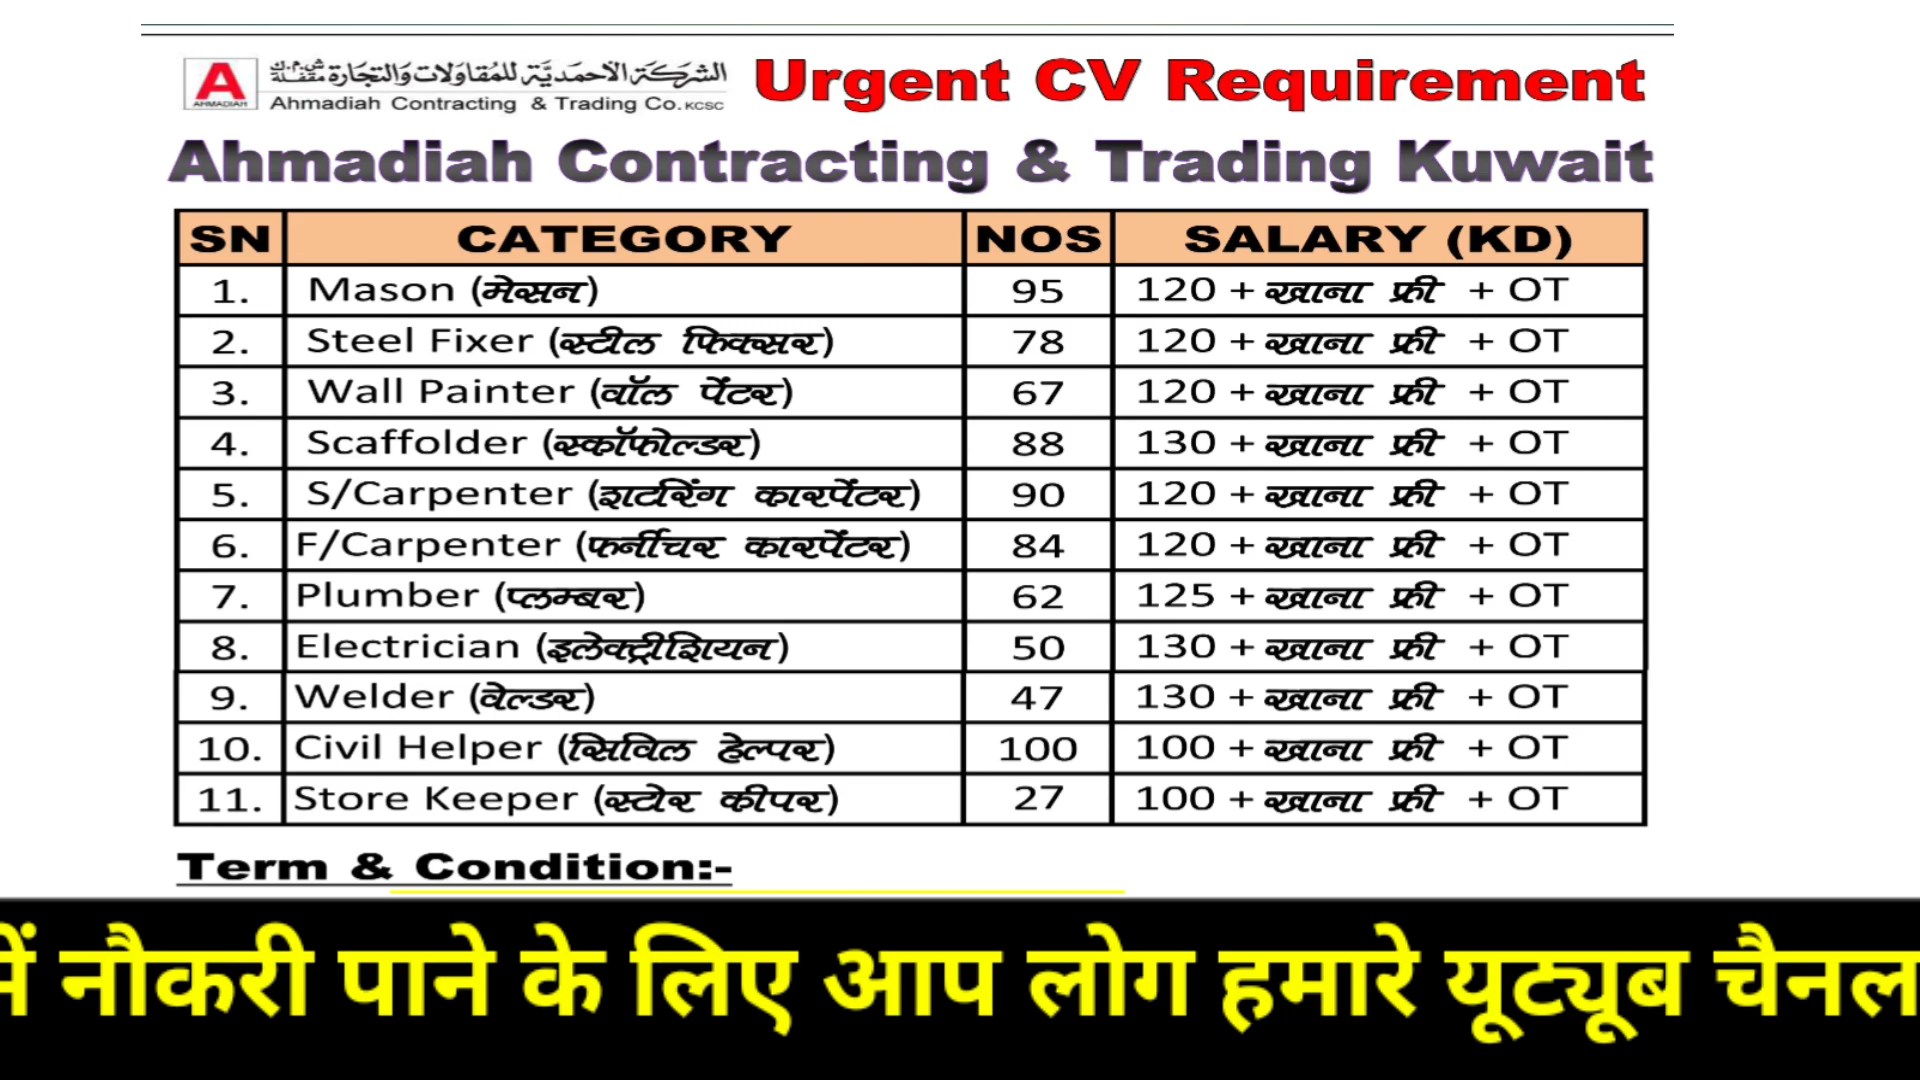 الشركة الأحمدية للمقاولات والتجارة ش.م.ك مقفلة
A
AHMADIAH
Ahmadiah Contracting & Trading Co. KCSC
Urgent CV Requirement
Ahmadiah Contracting & Trading Kuwait
SN CATEGORY NOS SALARY (KD)
1. Mason (मेसन) 95 120 + खाना फ्री + OT
2. Steel Fixer (स्टील फिक्सर) 78 120 + खाना फ्री + OT
3. Wall Painter (वॉल पेंटर) 67 120 + खाना फ्री + OT
4. Scaffolder (स्कॉफोल्डर) 88 130 + खाना फ्री + OT
5. S/Carpenter (शटरिंग कारपेंटर) 90 120 + खाना फ्री + OT
6. F/Carpenter (फर्नीचर कारपेंटर) 84 120 + खाना फ्री + OT
7. Plumber (प्लम्बर) 62 125 + खाना फ्री + OT
8. Electrician (इलेक्ट्रीशियन) 50 130 + खाना फ्री + OT
9. Welder (वेल्डर) 47 130 + खाना फ्री + OT
10. Civil Helper (सिविल हेल्पर) 100 100 + खाना फ्री + OT
11. Store Keeper (स्टोर कीपर) 27 100 + खाना फ्री + OT
Term & Condition:-
में नौकरी पाने के लिए आप लोग हमारे यूट्यूब चैनल